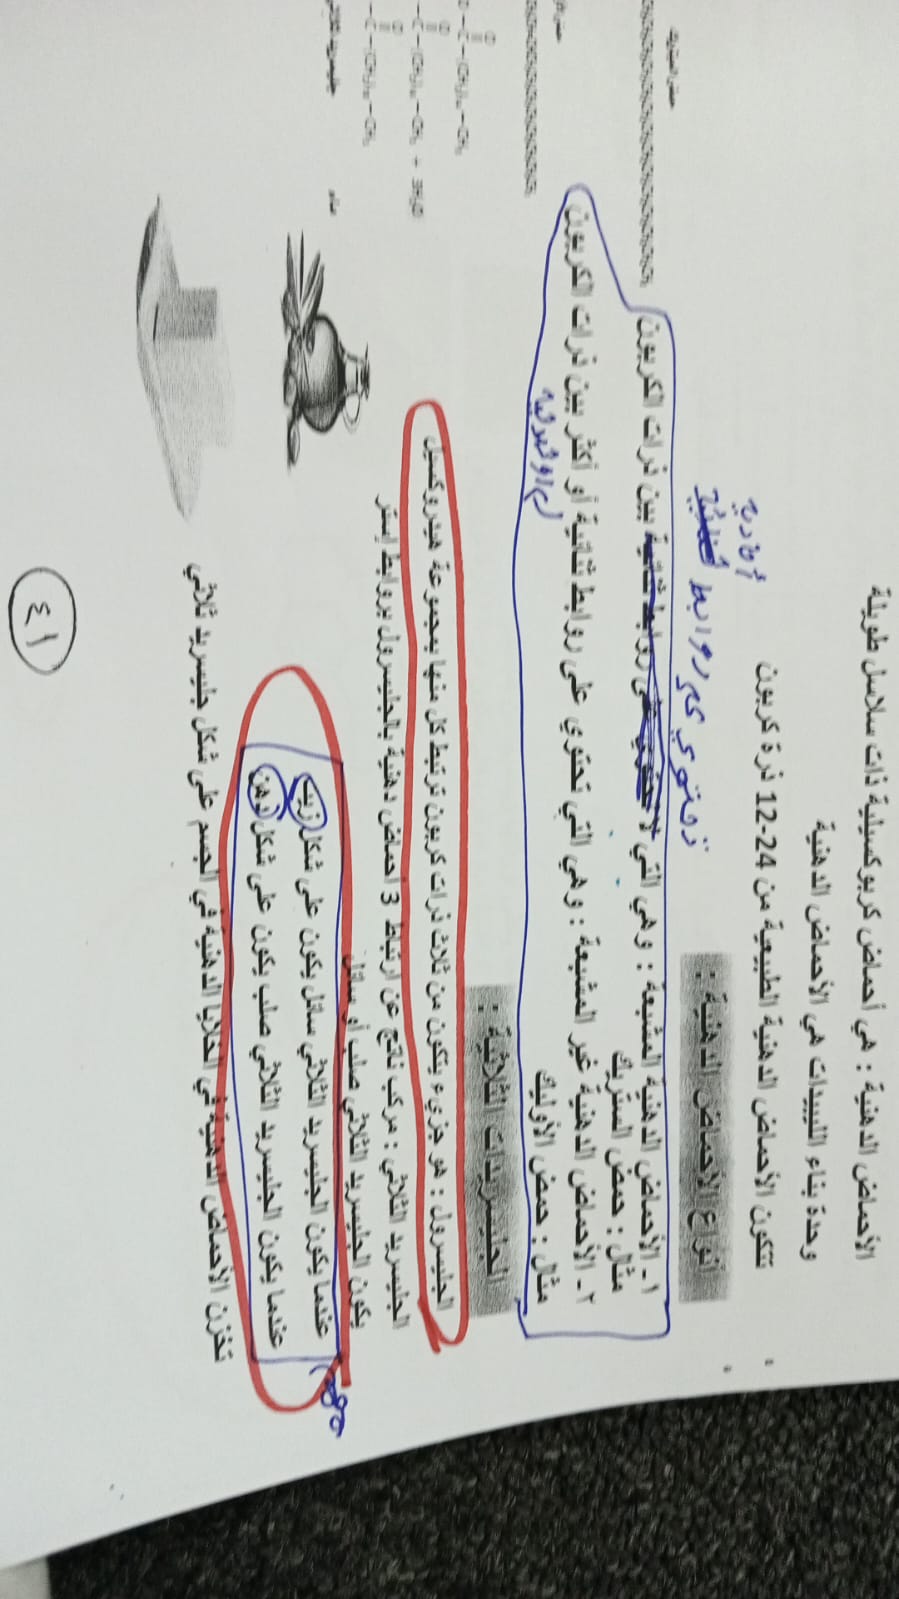 الأحماض الدهنية : هي أحماض كربوكسيلية ذات سلاسل طويلة
وحدة بناء الليبيدات هي الأحماض الدهنية
تتكون الأحماض الدهنية الطبيعية من 12-24 ذرة كربون
أنواع الأحماض الدهنية :
تحتوي على روابط
أحادية
١- الأحماض الدهنية المشبعة : وهي التي لا تحتوي على روابط ثنائية بين ذرات الكربون
مثال : حمض الستريك
٢- الأحماض الدهنية غير المشبعة : وهي التي تحتوي على روابط ثنائية أو أكثر بين ذرات الكربون
مثال : حمض الأوليك
الجليسريدات الثلاثية :
الجليسرول : هو جزيء يتكون من ثلاث ذرات كربون ترتبط كل منها بمجموعة هيدروكسيل
الجليسريد الثلاثي : مركب ناتج عن ارتباط 3 أحماض دهنية بالجليسرول بروابط إستر
يكون الجليسريد الثلاثي صلب أو سائل
عندما يكون الجليسريد الثلاثي سائل يكون على شكل زيت
عندما يكون الجليسريد الثلاثي صلب يكون على شكل دهن
تخزن الأحماض الدهنية في الخلايا الدهنية في الجسم على شكل جليسريد ثلاثي
ماء
٤١